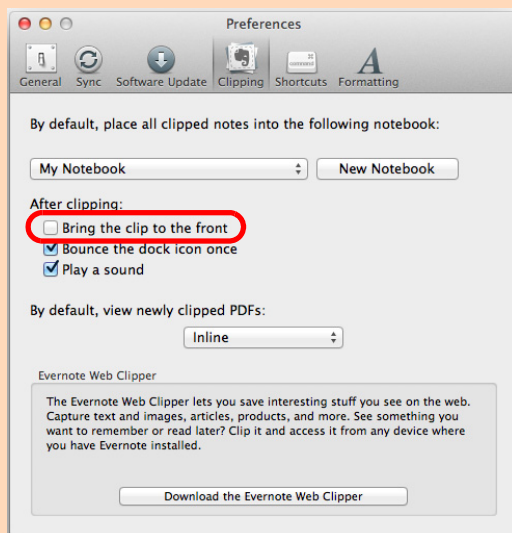 Preferences
General Sync Software Update Clipping Shortcuts Formatting
By default, place all clipped notes into the following notebook:
My Notebook New Notebook
After clipping:
Bring the clip to the front
Bounce the dock icon once
Play a sound
By default, view newly clipped PDFs:
Inline
Evernote Web Clipper
The Evernote Web Clipper lets you save interesting stuff you see on the web.
Capture text and images, articles, products, and more. See something you
want to remember or read later? Clip it and access it from any device where
you have Evernote installed.
Download the Evernote Web Clipper